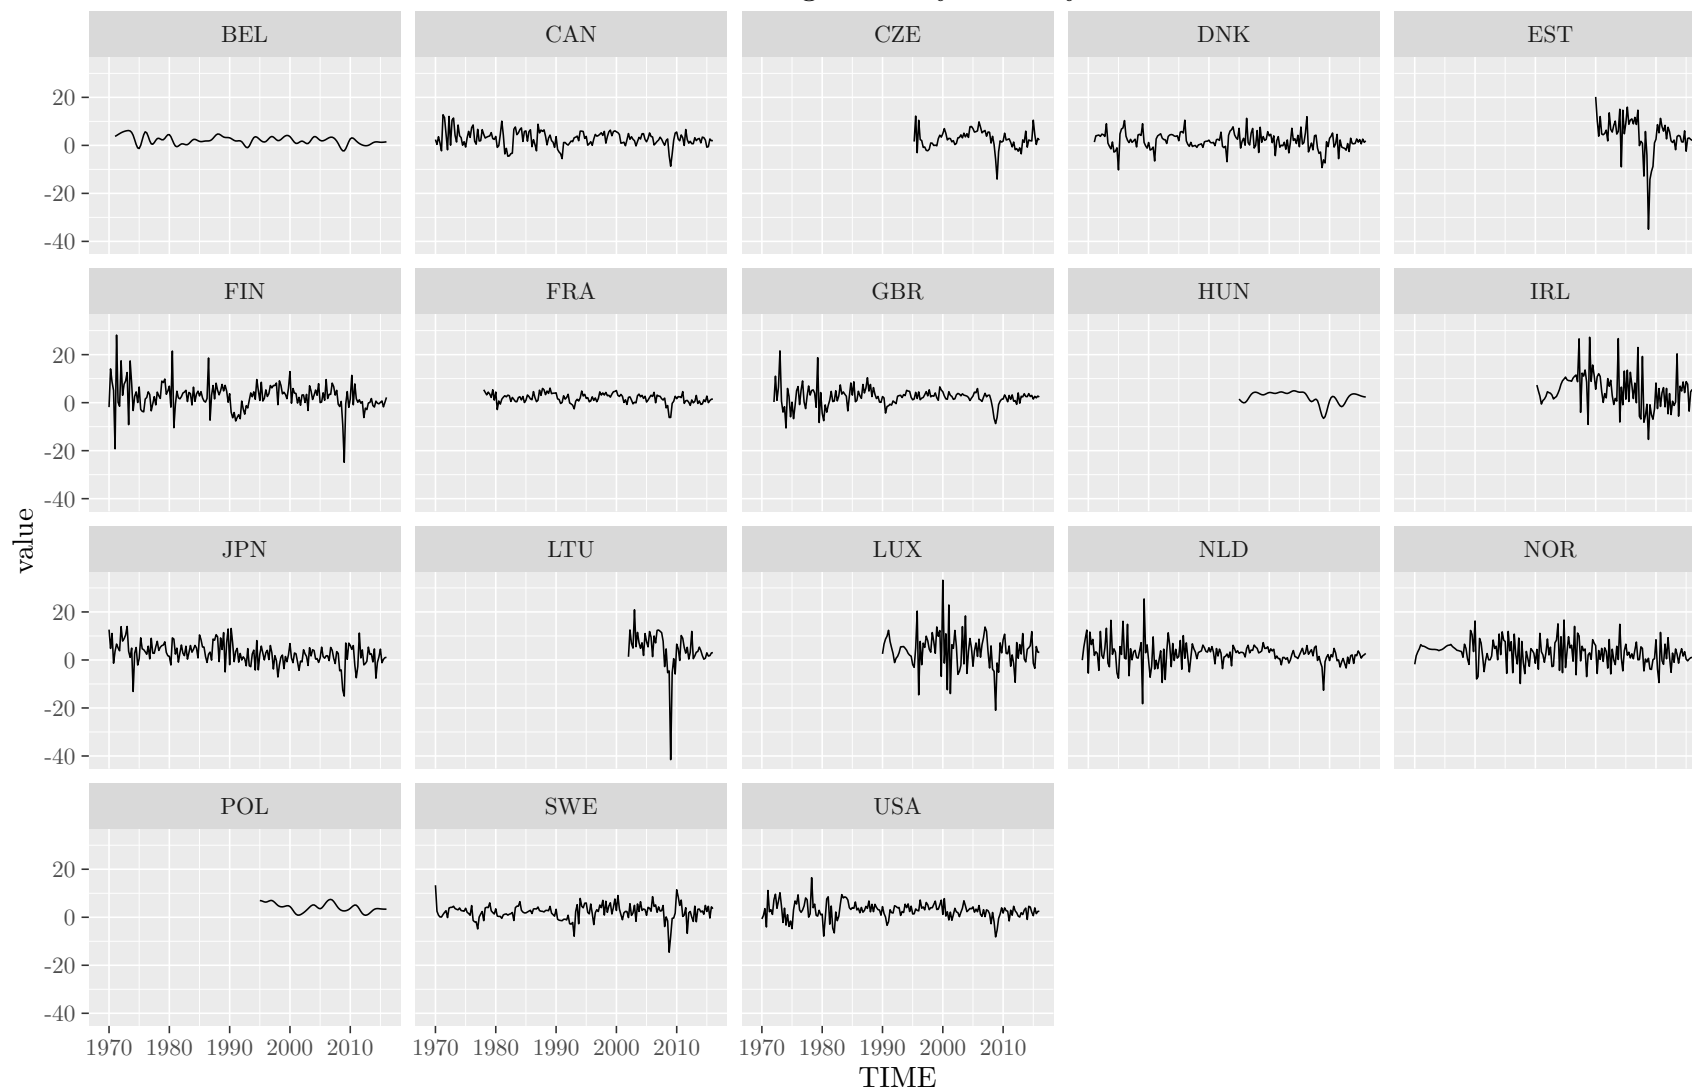 BEL CAN CZE DNK EST
20
0
-20
-40
FIN FRA GBR HUN IRL
20
0
-20
-40
value
JPN LTU LUX NLD NOR
20
0
-20
-40
POL SWE USA
20
0
-20
-40
1970 1980 1990 2000 2010 1970 1980 1990 2000 2010 1970 1980 1990 2000 2010
TIME